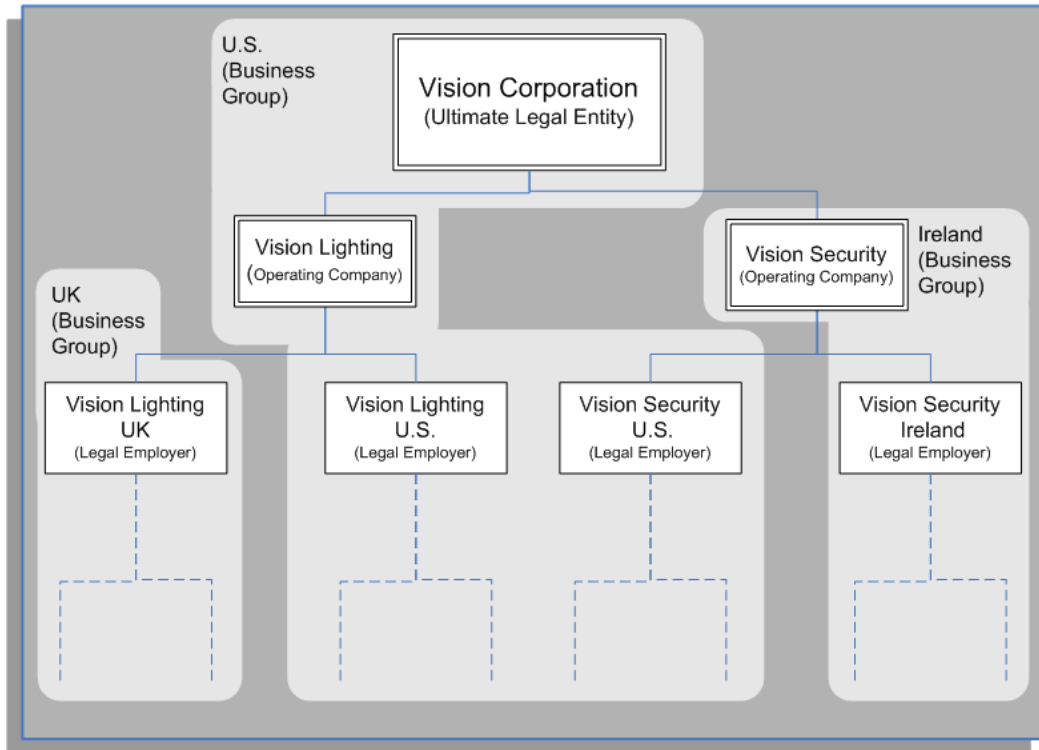 U.S.
(Business
Group)
Vision Corporation
(Ultimate Legal Entity)
Vision Lighting
(Operating Company)
Vision Security
(Operating Company)
Ireland
(Business
Group)
UK
(Business
Group)
Vision Lighting
UK
(Legal Employer)
Vision Lighting
U.S.
(Legal Employer)
Vision Security
U.S.
(Legal Employer)
Vision Security
Ireland
(Legal Employer)